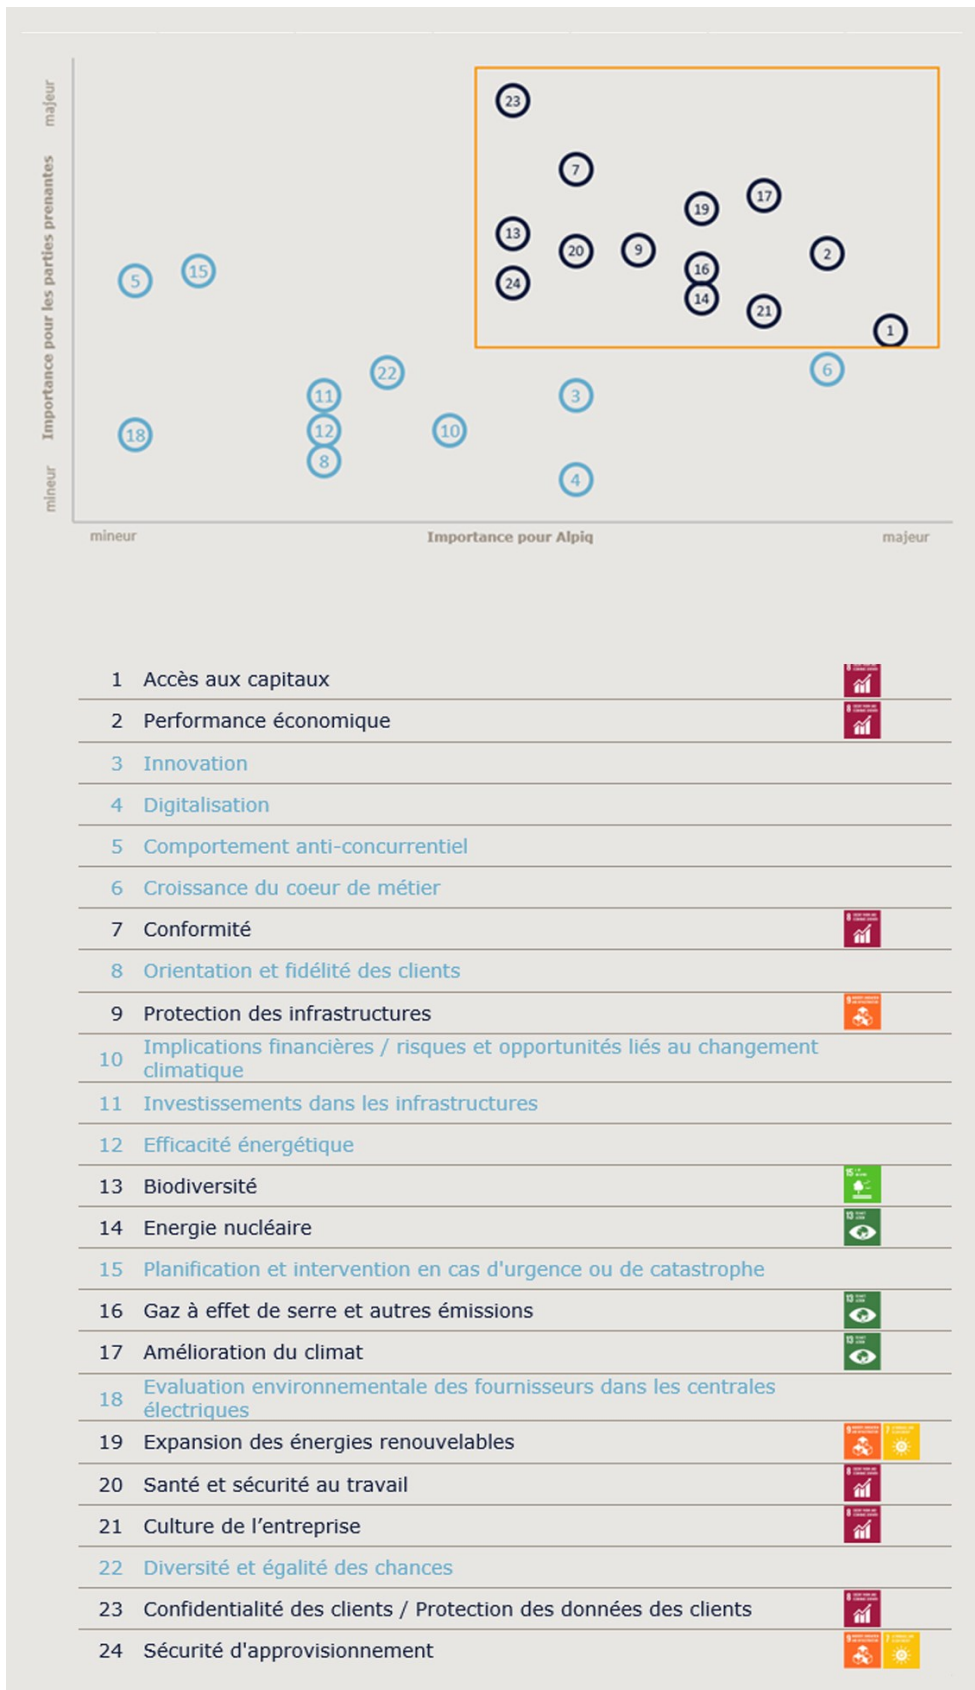 majeur
Importance pour les parties prenantes
mineur
23
7
17
19
13
20
9
2
16
15
5
24
14
21
1
6
22
11
3
12
10
18
8
4
mineur
Importance pour Alpiq
majeur
1 Accès aux capitaux
2 Performance économique
3 Innovation
4 Digitalisation
5 Comportement anti-concurrentiel
6 Croissance du coeur de métier
7 Conformité
8 Orientation et fidélité des clients
9 Protection des infrastructures
10 Implications financières / risques et opportunités liés au changement
climatique
11 Investissements dans les infrastructures
12 Efficacité énergétique
13 Biodiversité
14 Energie nucléaire
15 Planification et intervention en cas d'urgence ou de catastrophe
16 Gaz à effet de serre et autres émissions
17 Amélioration du climat
18 Evaluation environnementale des fournisseurs dans les centrales
électriques
19 Expansion des énergies renouvelables
20 Santé et sécurité au travail
21 Culture de l’entreprise
22 Diversité et égalité des chances
23 Confidentialité des clients / Protection des données des clients
24 Sécurité d'approvisionnement